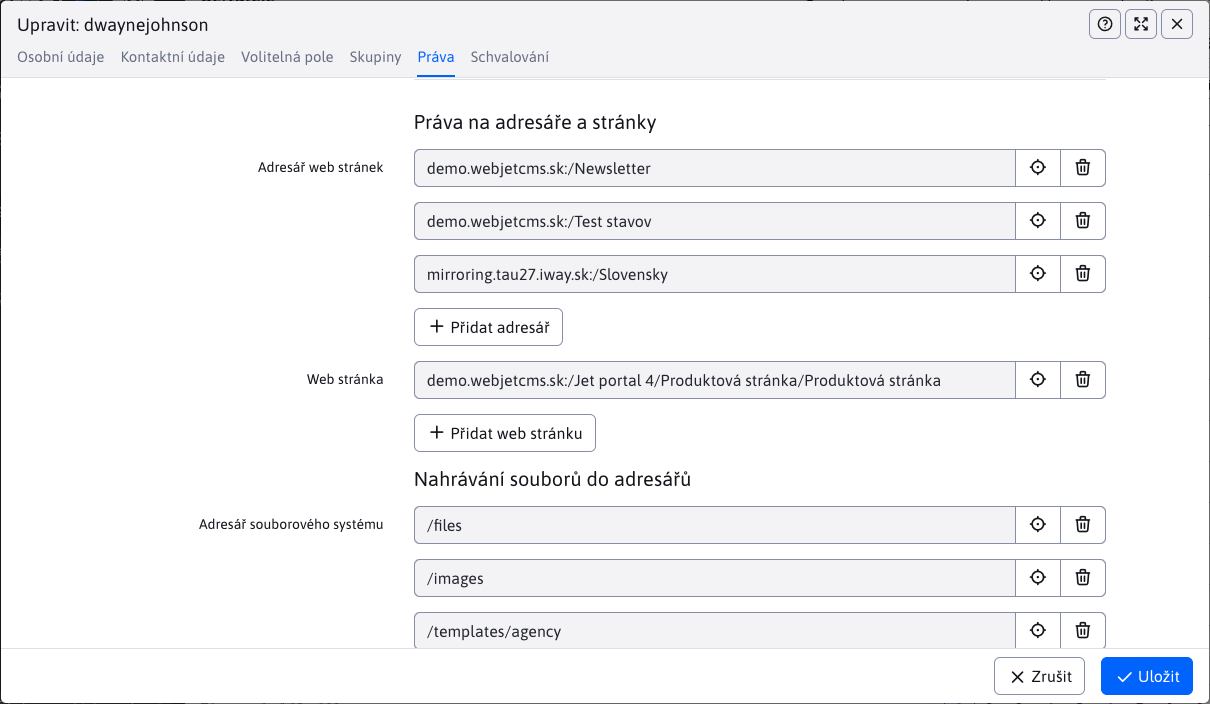 Upravit: dwaynejohnson
Osobní údaje Kontaktní údaje Volitelná pole Skupiny Práva Schvalování
Práva na adresáře a stránky
Adresář web stránek demo.webjetcms.sk:/Newsletter
demo.webjetcms.sk:/Test stavov
mirroring.tau27.iway.sk:/Slovensky
Přidat adresář
Web stránka demo.webjetcms.sk:/Jet portal 4/Produktová stránka/Produktová stránka
Přidat web stránku
Nahrávání souborů do adresářů
Adresář souborového systému /files
/images
/templates/agency
Zrušit Uložit